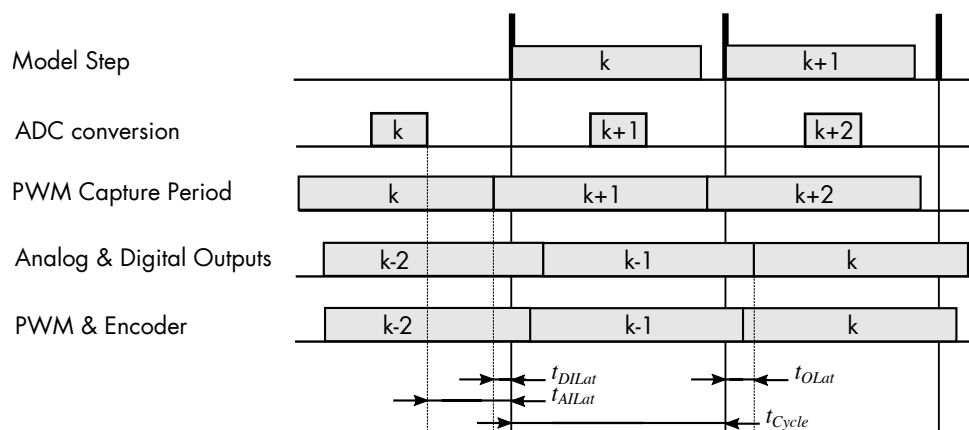 Model Step k k+1
ADC conversion k k+1 k+2
PWM Capture Period k k+1 k+2
Analog & Digital Outputs k-2 k-1 k
PWM & Encoder k-2 k-1 k
tDILat tOLat
tAILat
tCycle